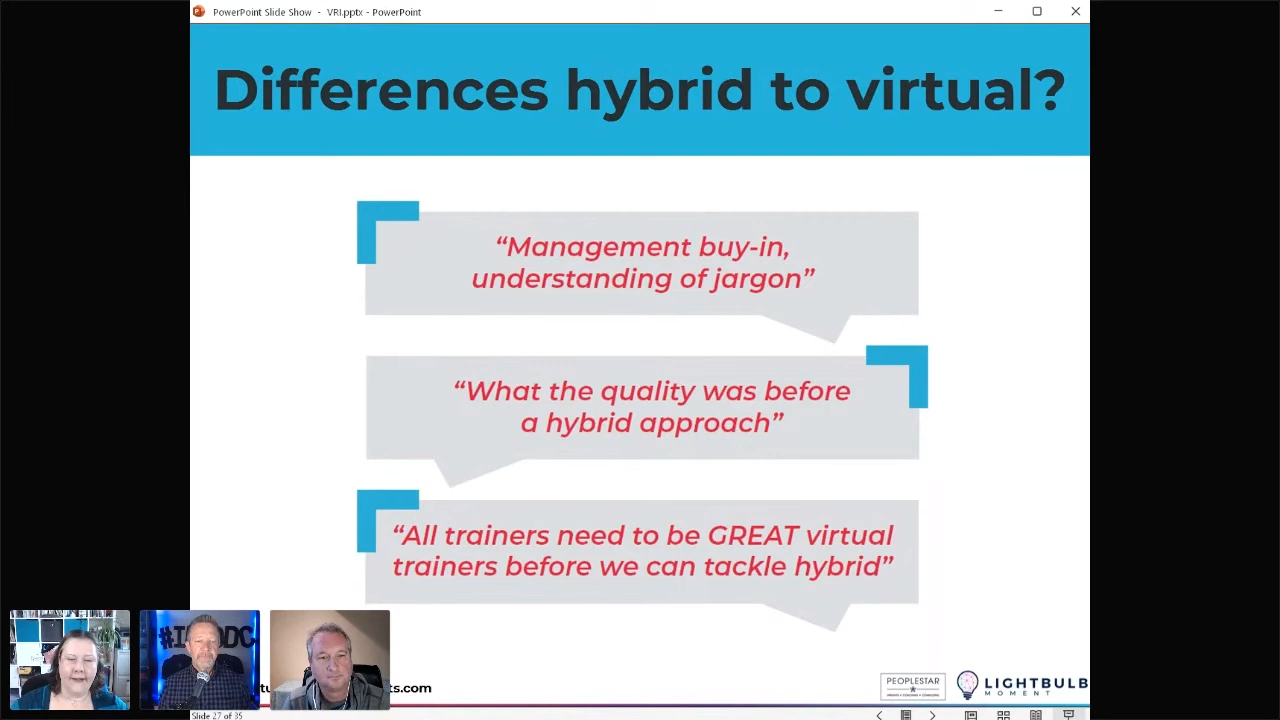 PowerPoint Slide Show - VRI.pptx - PowerPoint
Differences hybrid to virtual?
“Management buy-in,
understanding of jargon”
“What the quality was before
a hybrid approach”
“All trainers need to be GREAT virtual
trainers before we can tackle hybrid”
PEOPLESTAR
LIGHTBULB
MOMENT
Slide 27 of 35